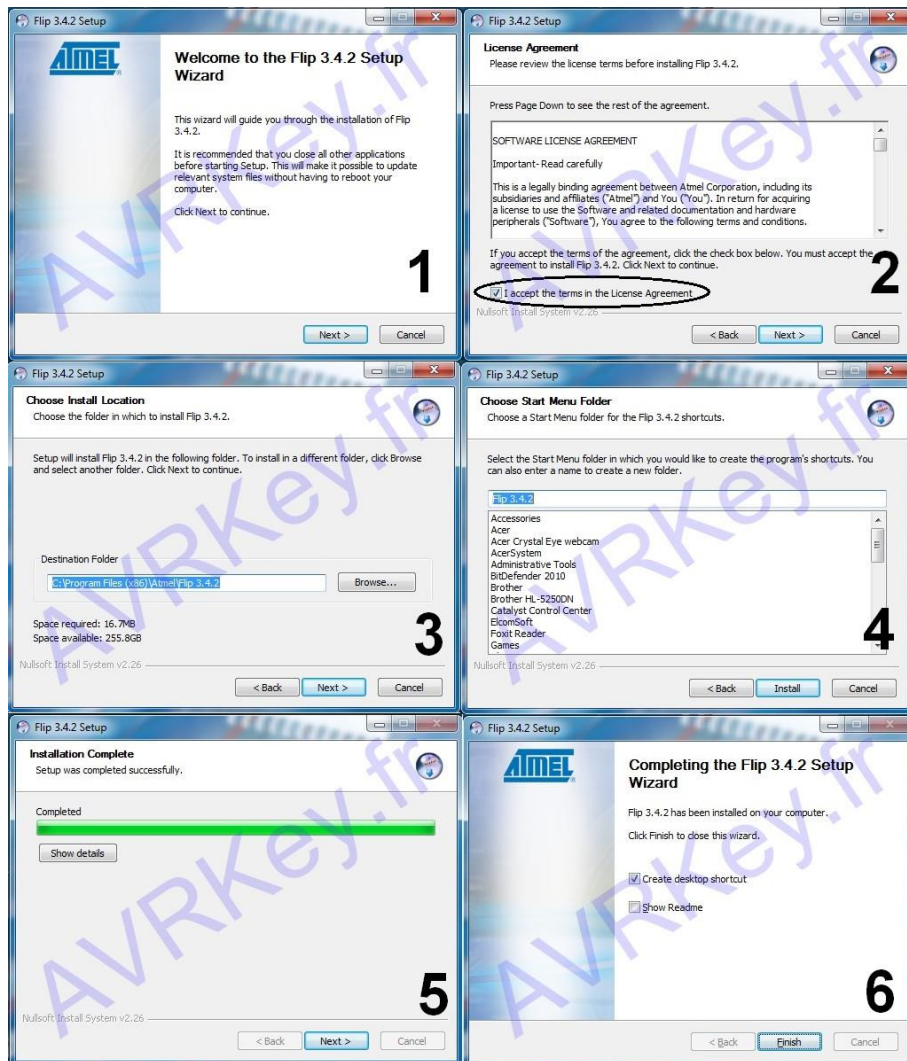 Flip 3.4.2 Setup
ATMEL
Welcome to the Flip 3.4.2 Setup
Wizard
This wizard will guide you through the installation of Flip
3.4.2.
It is recommended that you close all other applications
before starting Setup. This will make it possible to update
relevant system files without having to reboot your
computer.
Click Next to continue.
1
Next >
Cancel
AVRKey.fr
Flip 3.4.2 Setup
License Agreement
Please review the license terms before installing Flip 3.4.2.
Press Page Down to see the rest of the agreement.
SOFTWARE LICENSE AGREEMENT
Important- Read carefully
This is a legally binding agreement between Atmel Corporation, including its
subsidiaries and affiliates ("Atmel") and You ("You"). In return for acquiring
a license to use the Software and related documentation and hardware
peripherals ("Software"), You agree to the following terms and conditions.
If you accept the terms of the agreement, click the check box below. You must accept the
agreement to install Flip 3.4.2. Click Next to continue.
2
I accept the terms in the License Agreement
Nullsoft Install System v2.26
< Back
Next >
Cancel
AVRKey.fr
Flip 3.4.2 Setup
Choose Install Location
Choose the folder in which to install Flip 3.4.2.
Setup will install Flip 3.4.2 in the following folder. To install in a different folder, click Browse
and select another folder. Click Next to continue.
Destination Folder
C:\Program Files (x86)\Atmel\Flip 3.4.2
Browse...
Space required: 16.7MB
Space available: 255.8GB
3
Nullsoft Install System v2.26
< Back
Next >
Cancel
AVRKey.fr
Flip 3.4.2 Setup
Choose Start Menu Folder
Choose a Start Menu folder for the Flip 3.4.2 shortcuts.
Select the Start Menu folder in which you would like to create the program's shortcuts. You
can also enter a name to create a new folder.
Flip 3.4.2
Accessories
Acer
Acer Crystal Eye webcam
AcerSystem
Administrative Tools
BitDefender 2010
Brother
Brother HL-5250DN
Catalyst Control Center
ElcomSoft
Foxit Reader
Games
4
Nullsoft Install System v2.26
< Back
Install
Cancel
AVRKey.fr
Flip 3.4.2 Setup
Installation Complete
Setup was completed successfully.
Completed
Show details
5
Nullsoft Install System v2.26
< Back
Next >
Cancel
AVRKey.fr
Flip 3.4.2 Setup
ATMEL
Completing the Flip 3.4.2 Setup
Wizard
Flip 3.4.2 has been installed on your computer.
Click Finish to close this wizard.
Create desktop shortcut
Show Readme
6
< Back
Finish
Cancel
AVRKey.fr